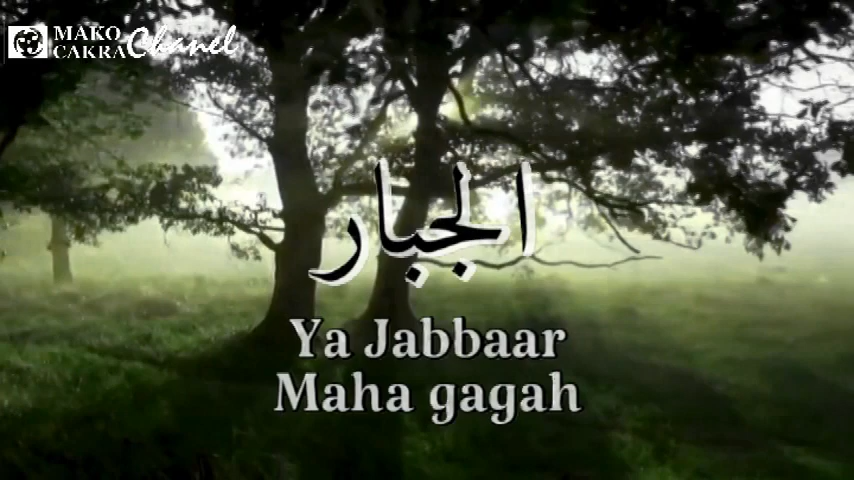 MAKO
CAKRA Chanel
الجبار
Ya Jabbaar
Maha gagah